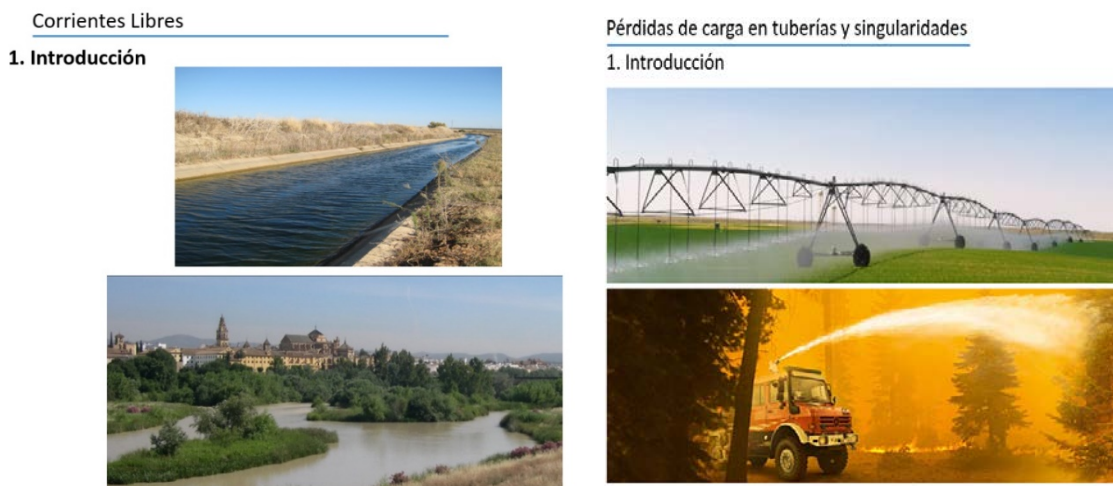 Corrientes Libres
1. Introducción
Pérdidas de carga en tuberías y singularidades
1. Introducción